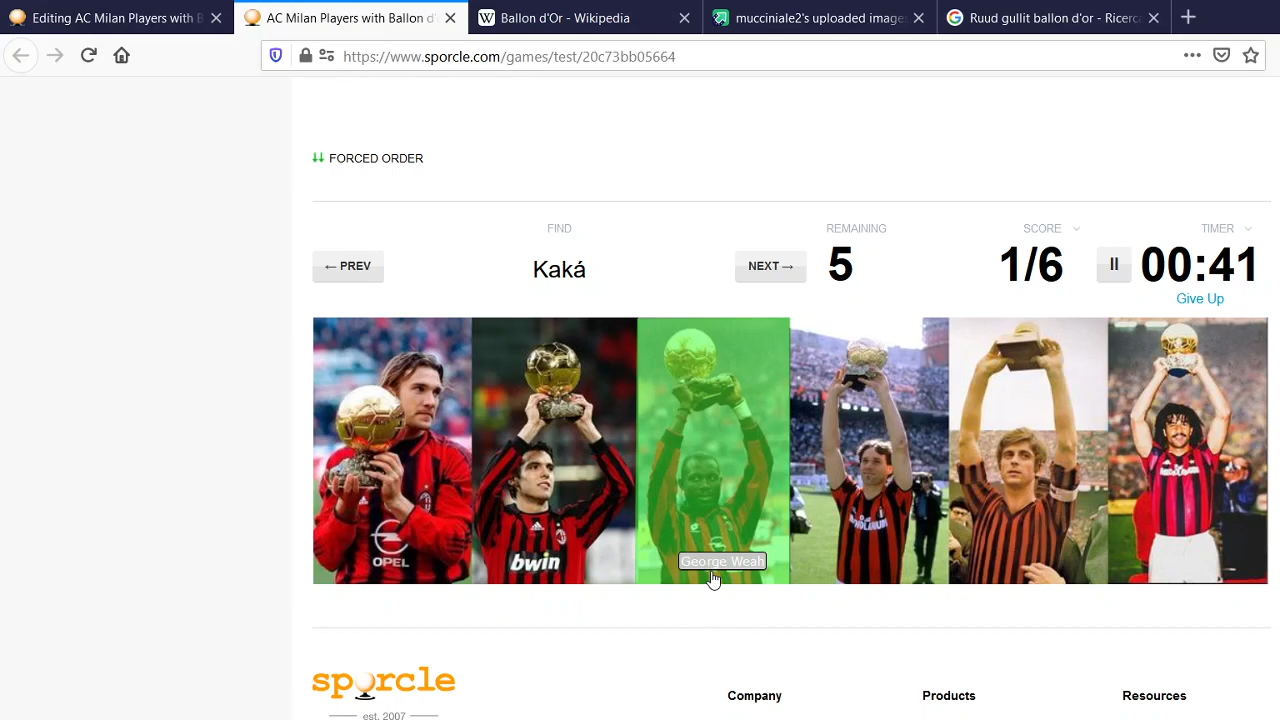 Editing AC Milan Players with B
AC Milan Players with Ballon d'
Ballon d'Or - Wikipedia
mucciniale2's uploaded image
Ruud gullit ballon d'or - Ricerc
https://www.sporcle.com/games/test/20c73bb05664
FORCED ORDER
FIND
REMAINING
SCORE
TIMER
← PREV
Kaká
NEXT →
5
1/6
00:41
Give Up
OPEL
bwin
George Weah
MEDIOLANUM
sporcle
Company
Products
Resources
est. 2007